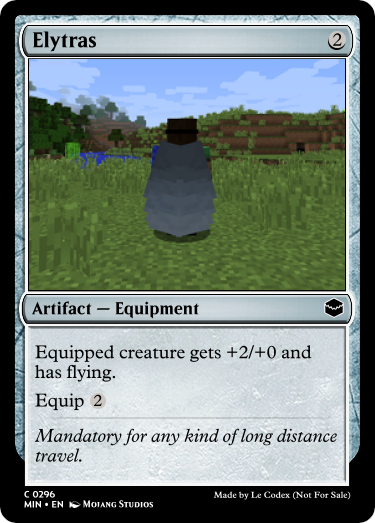 Elytras 2
Artifact — Equipment
Equipped creature gets +2/+0 and
has flying.
Equip 2
Mandatory for any kind of long distance
travel.
C 0296
MIN • EN Mojang Studios
Made by Le Codex (Not For Sale)